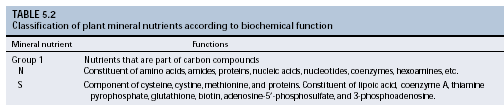 TABLE 5.2
Classification of plant mineral nutrients according to biochemical function
Mineral nutrient Functions
Group 1 Nutrients that are part of carbon compounds
N Constituent of amino acids, amides, proteins, nucleic acids, nucleotides, coenzymes, hexoamines, etc.
S Component of cysteine, cystine, methionine, and proteins. Constituent of lipoic acid, coenzyme A, thiamine
pyrophosphate, glutathione, biotin, adenosine-5'-phosphosulfate, and 3-phosphoadenosine.